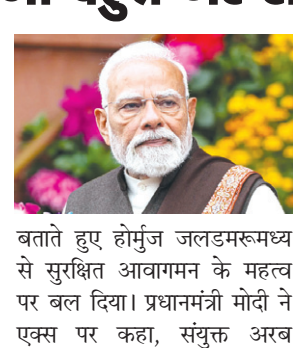 बताते हुए होर्मुज जलडमरूमध्य
से सुरक्षित आवागमन के महत्व
पर बल दिया। प्रधानमंत्री मोदी ने
एक्स पर कहा, संयुक्त अरब